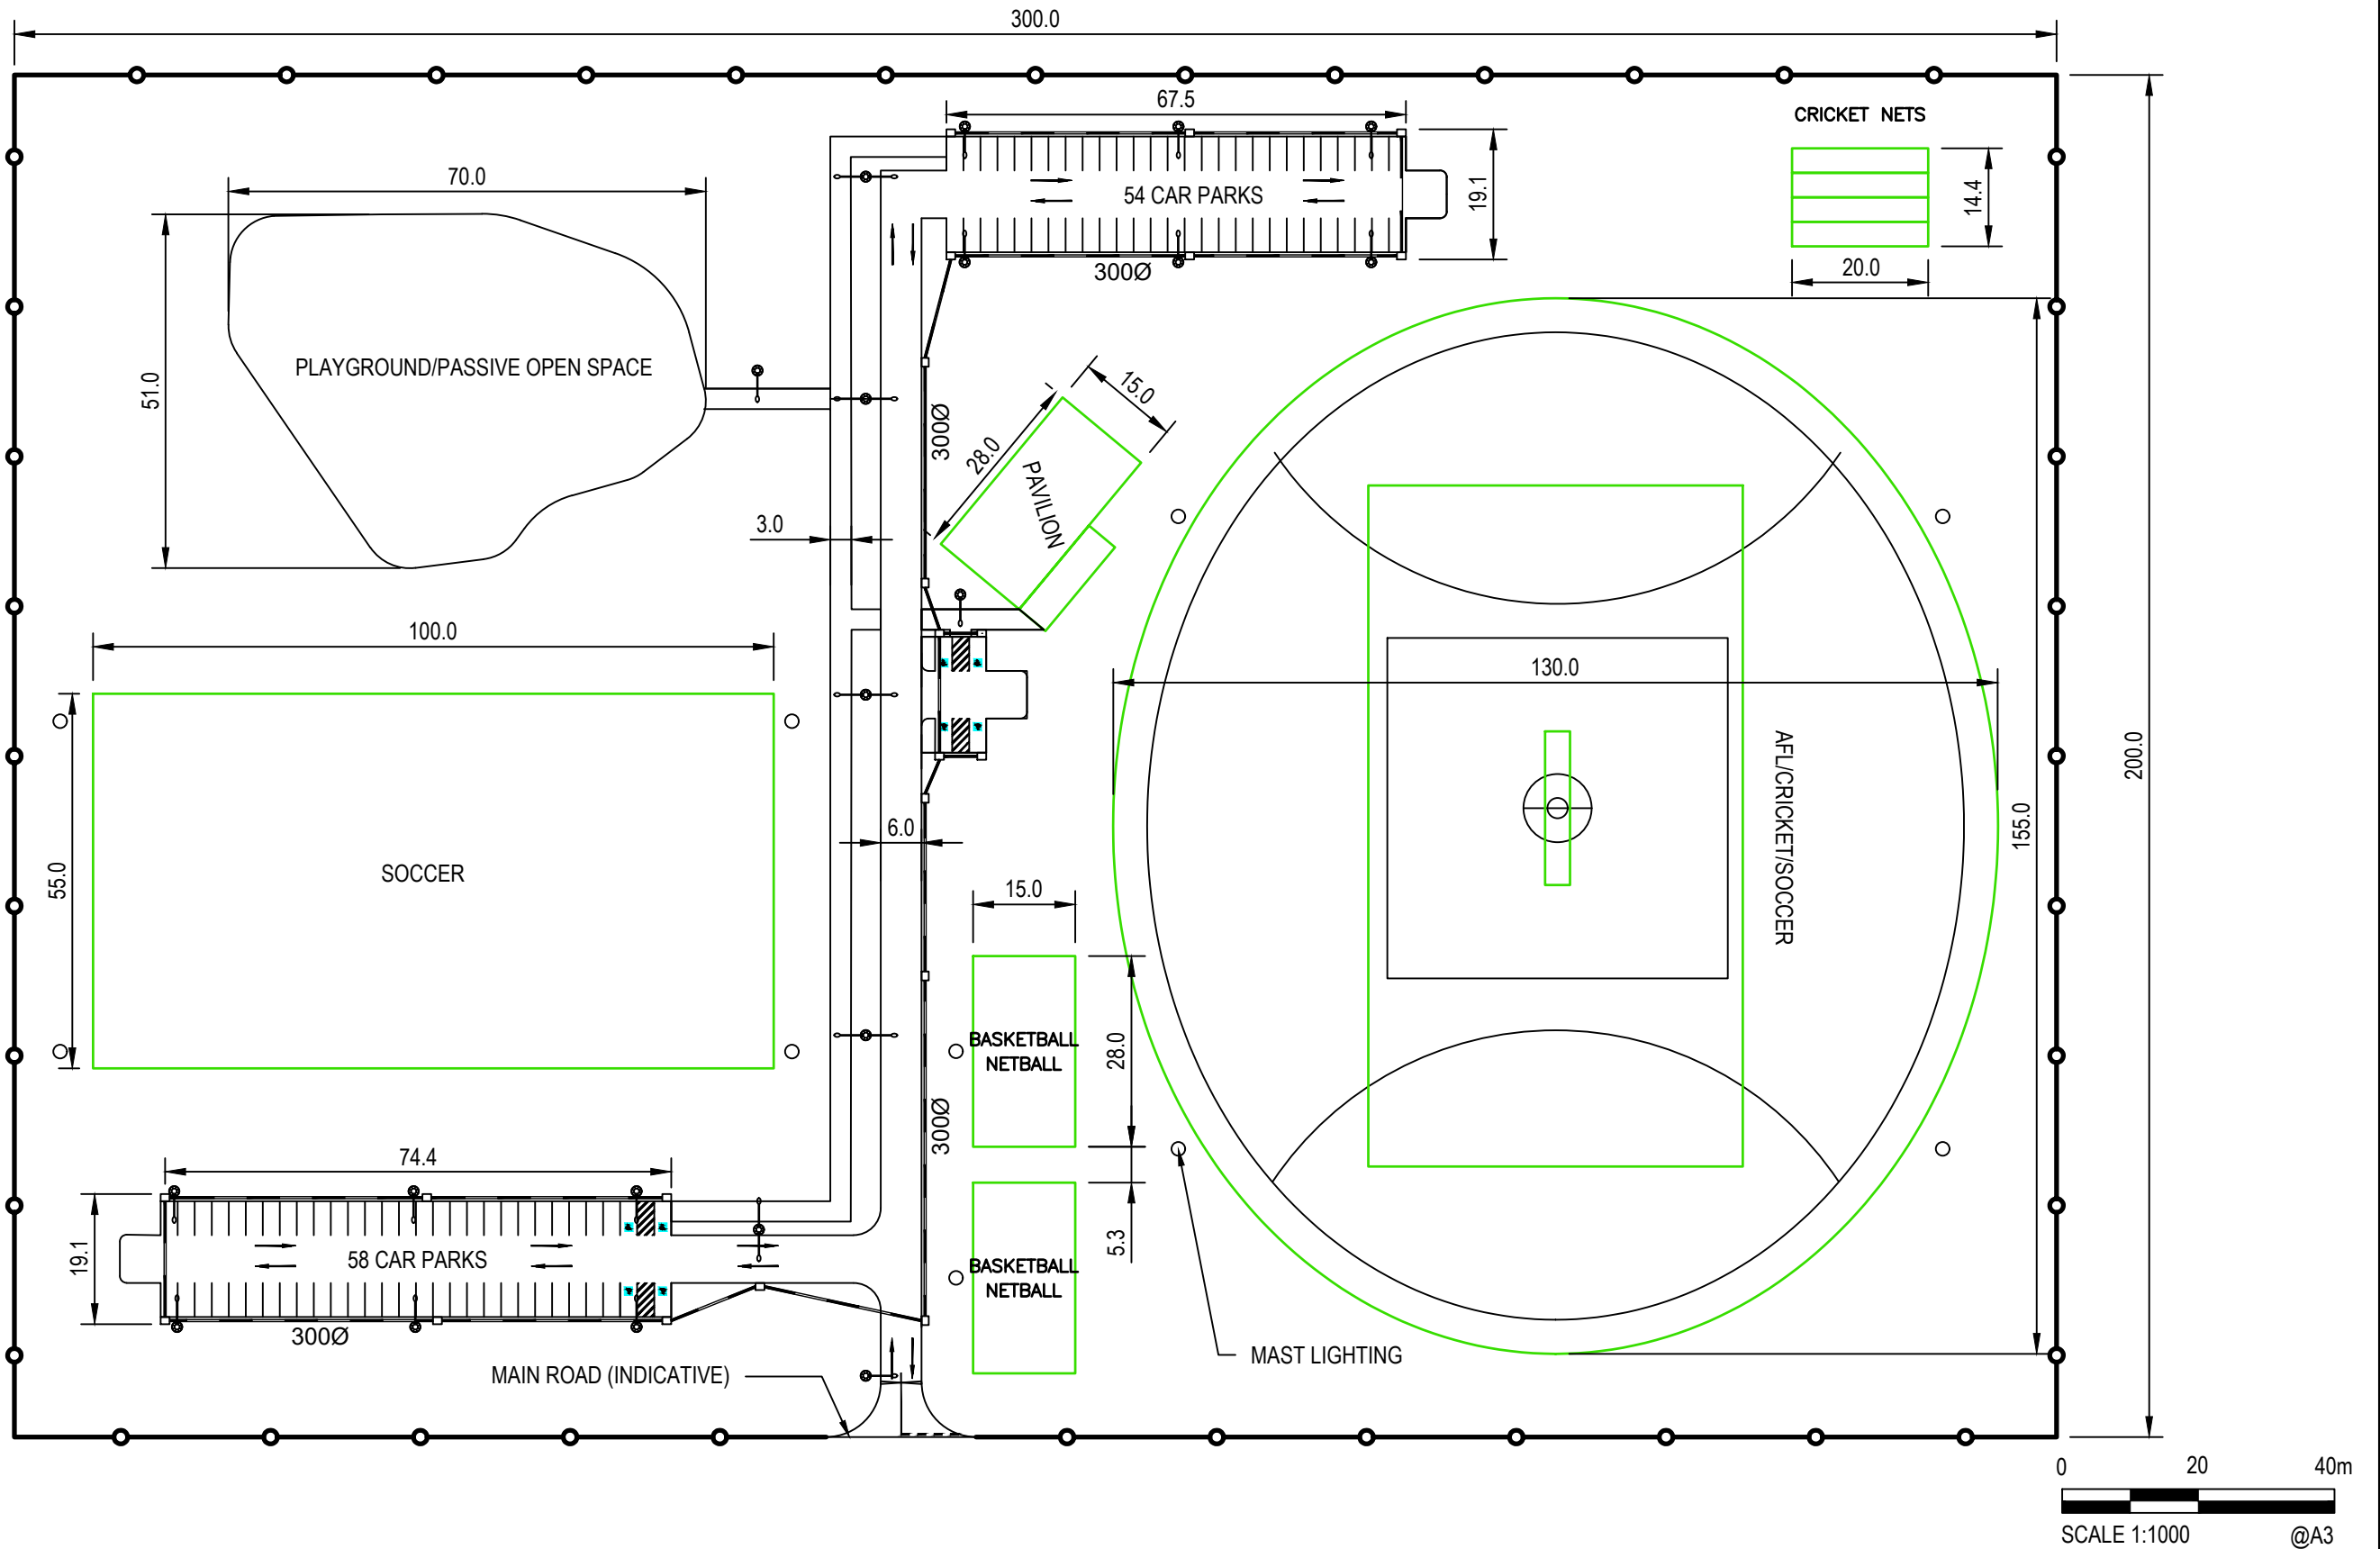 300.0
67.5
CRICKET NETS
70.0
54 CAR PARKS
19.1
14.4
20.0
300Ø
PLAYGROUND/PASSIVE OPEN SPACE
51.0
15.0
28.0
300Ø
PAVILION
3.0
100.0
130.0
AFL/CRICKET/SOCCER
200.0
155.0
6.0
SOCCER
55.0
15.0
BASKETBALL
NETBALL
28.0
300Ø
74.4
19.1
58 CAR PARKS
5.3
BASKETBALL
NETBALL
300Ø
MAST LIGHTING
MAIN ROAD (INDICATIVE)
0 20 40m
SCALE 1:1000 @A3